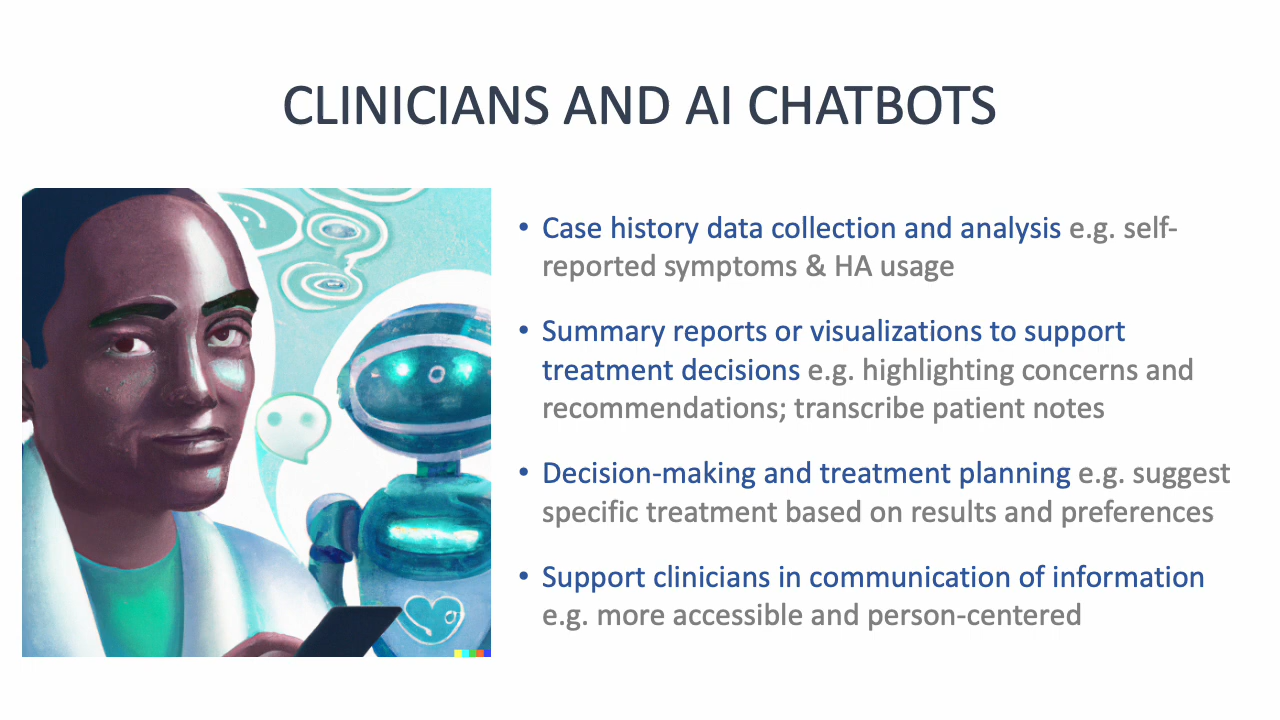 CLINICIANS AND AI CHATBOTS
• Case history data collection and analysis e.g. self-
reported symptoms & HA usage
• Summary reports or visualizations to support
treatment decisions e.g. highlighting concerns and
recommendations; transcribe patient notes
• Decision-making and treatment planning e.g. suggest
specific treatment based on results and preferences
• Support clinicians in communication of information
e.g. more accessible and person-centered